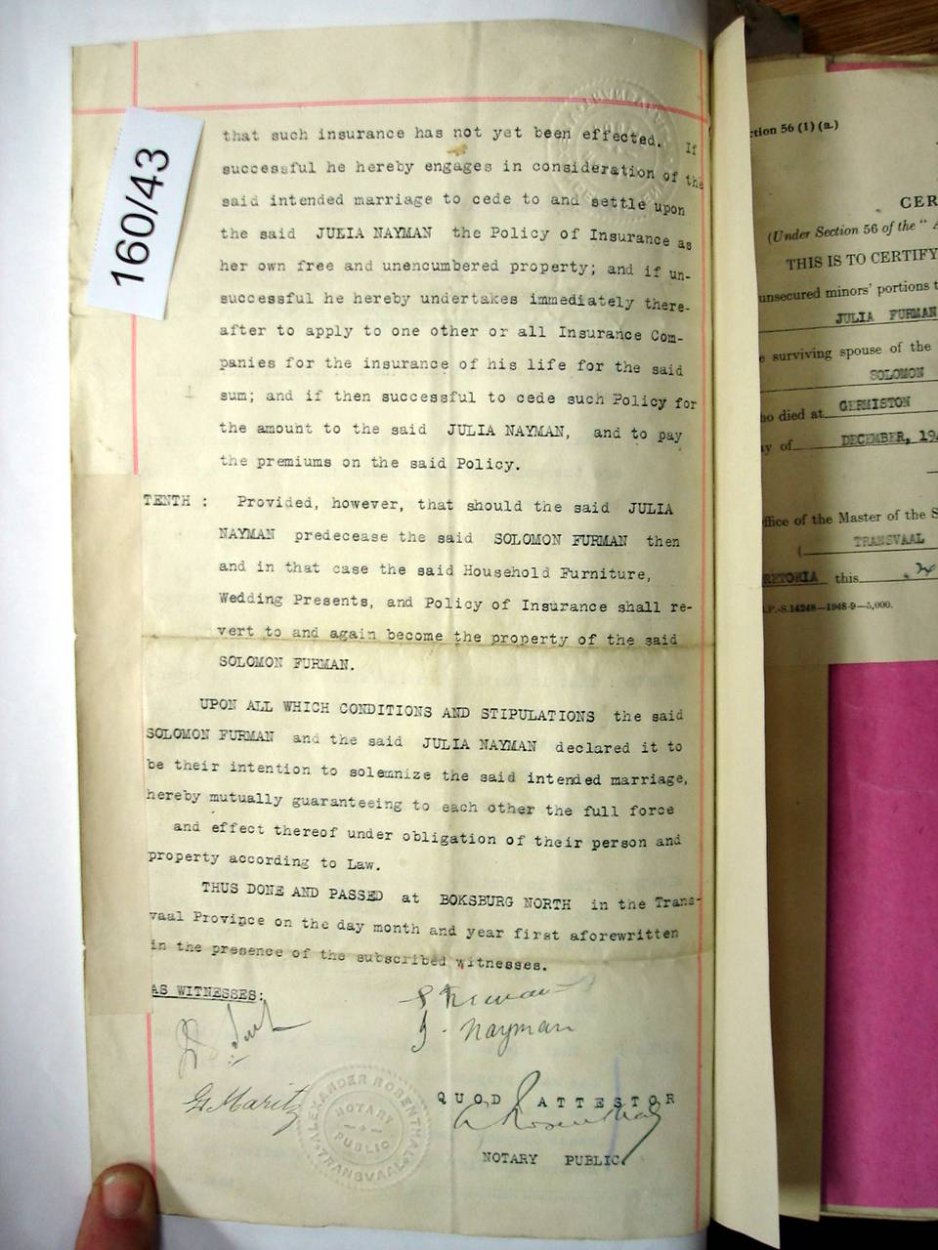 160/43
that such insurance has not yet been effected. If
successful he hereby engages in consideration of the
said intended marriage to cede to and settle upon
the said JULIA NAYMAN the Policy of Insurance as
her own free and unencumbered property; and if un-
successful he hereby undertakes immediately there-
after to apply to one other or all Insurance Com-
panies for the insurance of his life for the said
sum; and if then successful to cede such Policy for
the amount to the said JULIA NAYMAN, and to pay
the premiums on the said Policy.
TENTH : Provided, however, that should the said JULIA
NAYMAN predecease the said SOLOMON FURMAN then
and in that case the said Household Furniture,
Wedding Presents, and Policy of Insurance shall re-
vert to and again become the property of the said
SOLOMON FURMAN.
UPON ALL WHICH CONDITIONS AND STIPULATIONS the said
SOLOMON FURMAN and the said JULIA NAYMAN declared it to
be their intention to solemnize the said intended marriage,
hereby mutually guaranteeing to each other the full force
and effect thereof under obligation of their person and
property according to Law.
THUS DONE AND PASSED at BOKSBURG NORTH in the Trans-
vaal Province on the day month and year first aforewritten
in the presence of the subscribed witnesses.
AS WITNESSES:
J. Nayman
G. Maritz
QUOD ATTESTOR
A Rosenthal
NOTARY PUBLIC.
ALEXANDER ROSENTHAL
NOTARY
PUBLIC
TRANSVAAL
ction 56 (1) (a.)
CER
(Under Section 56 of the " A
THIS IS TO CERTIFY
unsecured minors' portions t
JULIA FURMAN
e surviving spouse of the
SOLOMON
ho died at GERMISTON
ay of DECEMBER, 19
ffice of the Master of the S
( TRANSVAAL
RETORIA this
.P.-S.14248—1948-9—5,000.